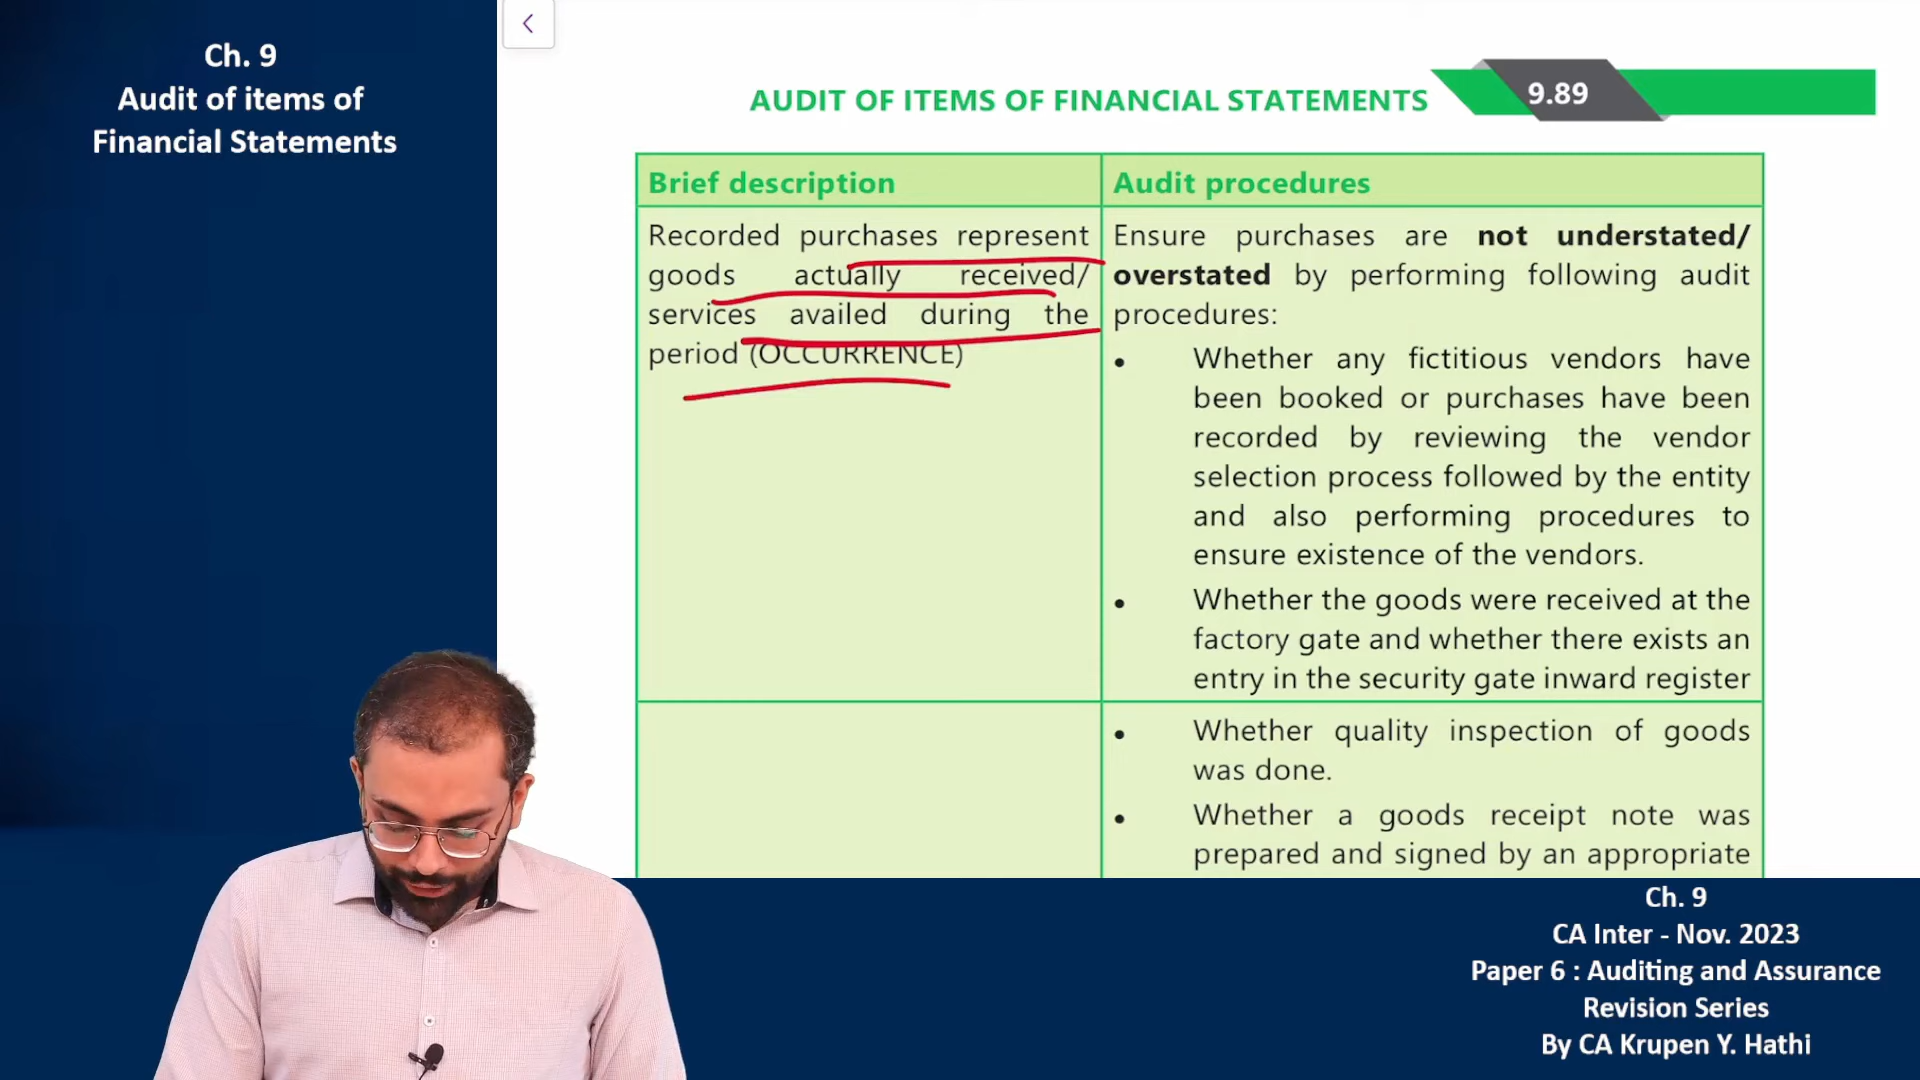 Ch. 9
Audit of items of
Financial Statements
AUDIT OF ITEMS OF FINANCIAL STATEMENTS
9.89
Brief description
Recorded purchases represent
goods actually received/
services availed during the
period (OCCURRENCE)
Audit procedures
Ensure purchases are not understated/
overstated by performing following audit
procedures:
• Whether any fictitious vendors have
been booked or purchases have been
recorded by reviewing the vendor
selection process followed by the entity
and also performing procedures to
ensure existence of the vendors.
• Whether the goods were received at the
factory gate and whether there exists an
entry in the security gate inward register
• Whether quality inspection of goods
was done.
• Whether a goods receipt note was
prepared and signed by an appropriate
Ch. 9
CA Inter - Nov. 2023
Paper 6 : Auditing and Assurance
Revision Series
By CA Krupen Y. Hathi